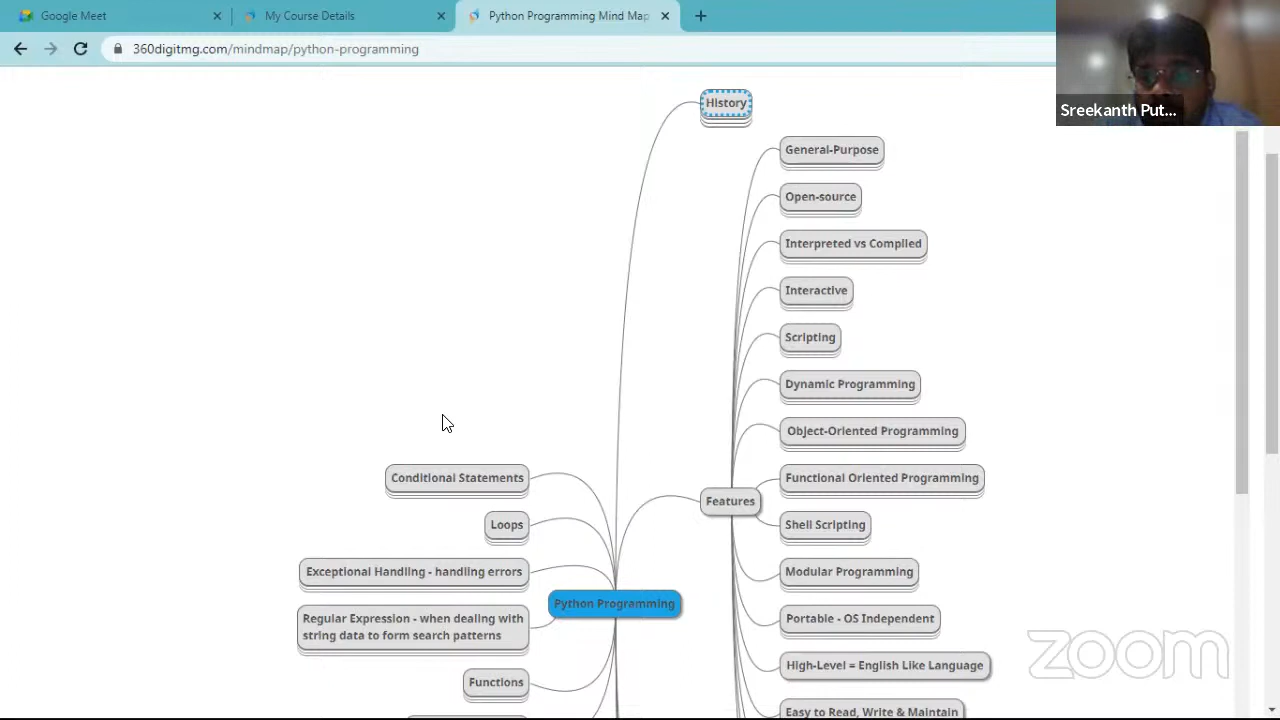 Google Meet
My Course Details
Python Programming Mind Map
360digitmg.com/mindmap/python-programming
Sreekanth Put...
History
General-Purpose
Open-source
Interpreted vs Compiled
Interactive
Scripting
Dynamic Programming
Object-Oriented Programming
Conditional Statements
Functional Oriented Programming
Features
Loops
Shell Scripting
Exceptional Handling - handling errors
Modular Programming
Python Programming
Regular Expression - when dealing with
string data to form search patterns
Portable - OS Independent
High-Level = English Like Language
Functions
Easy to Read, Write & Maintain
zoom